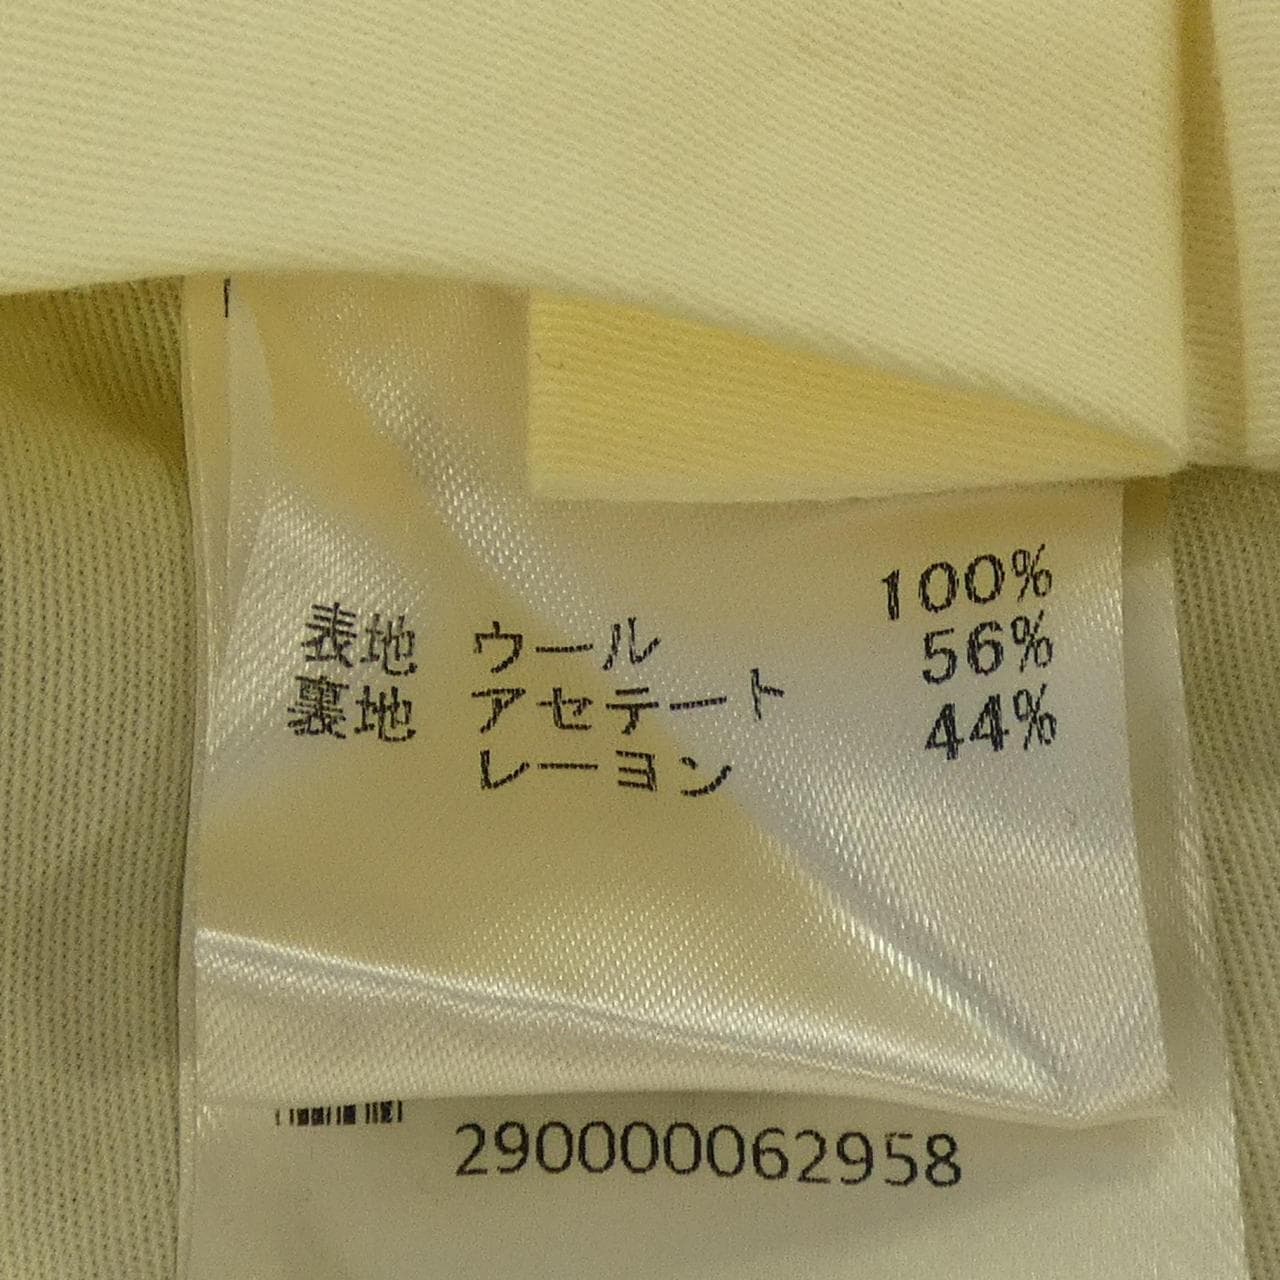 表地 ウール 100%
裏地 アセテート 56%
レーヨン 44%
290000062958